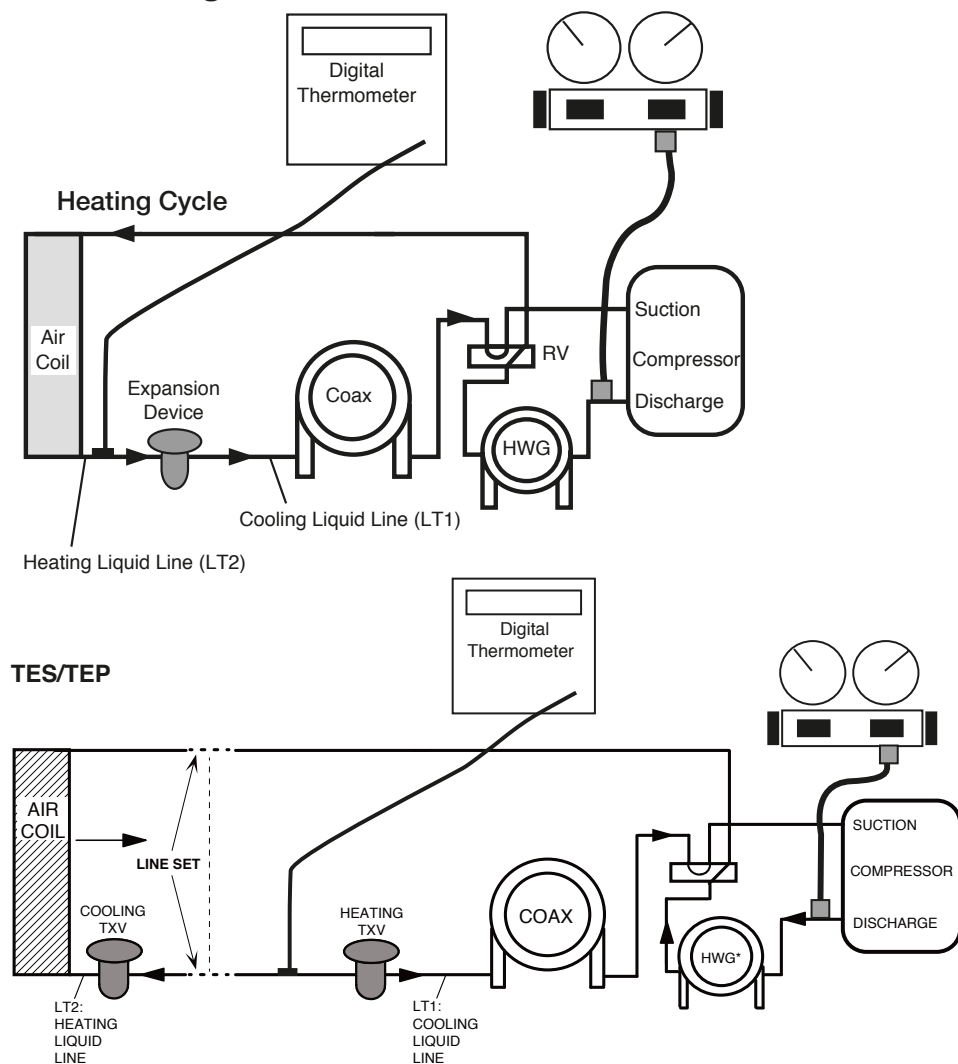 Digital
Thermometer
Heating Cycle
Air
Coil
Expansion
Device
Coax
RV
HWG
Suction
Compressor
Discharge
Cooling Liquid Line (LT1)
Heating Liquid Line (LT2)
Digital
Thermometer
TES/TEP
AIR
COIL
LINE SET
COOLING
TXV
HEATING
TXV
COAX
HWG*
SUCTION
COMPRESSOR
DISCHARGE
LT2:
HEATING
LIQUID
LINE
LT1:
COOLING
LIQUID
LINE